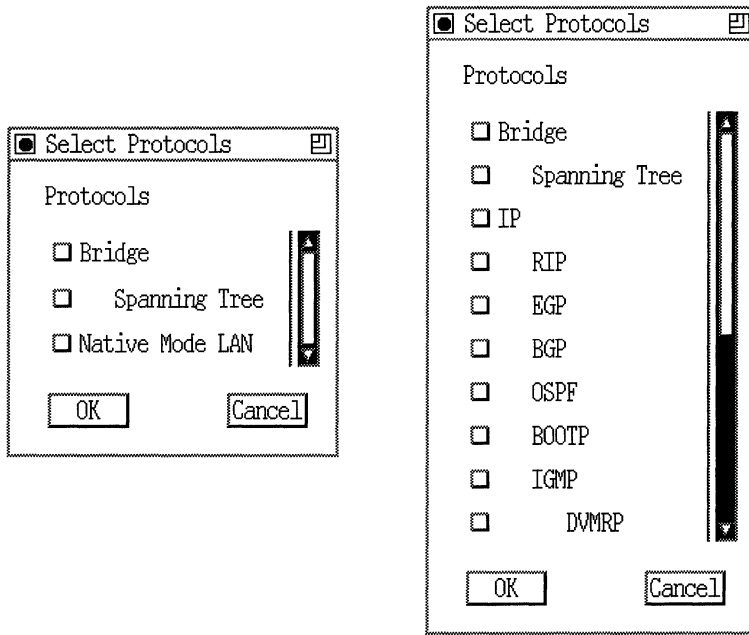 Select Protocols
Protocols
Bridge
Spanning Tree
Native Mode LAN
OK Cancel
Select Protocols
Protocols
Bridge
Spanning Tree
IP
RIP
EGP
BGP
OSPF
BOOTP
IGMP
DVMRP
OK Cancel